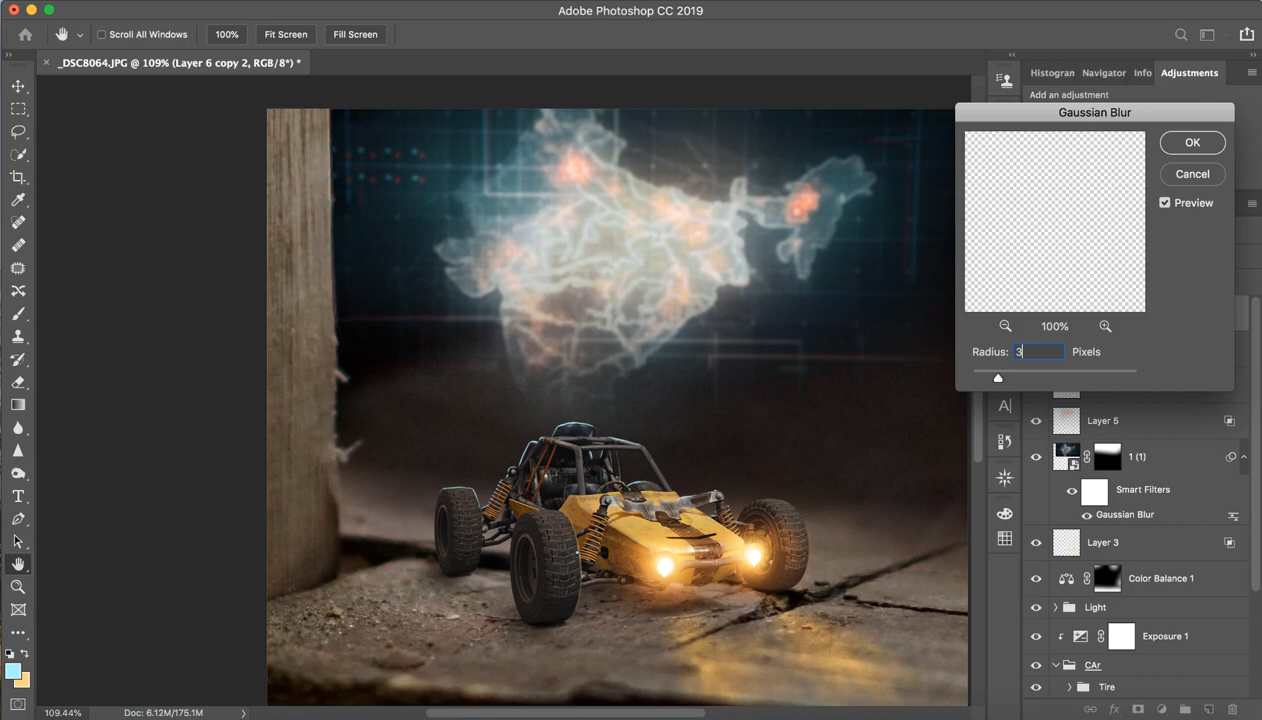 Adobe Photoshop CC 2019
Scroll All Windows
100%
Fit Screen
Fill Screen
_DSC8064.JPG @ 109% (Layer 6 copy 2, RGB/8*) *
Histogran
Navigator
Info
Adjustments
Add an adjustment
Gaussian Blur
OK
Cancel
Preview
100%
Radius: 3 Pixels
Layer 5
1 (1)
Smart Filters
Gaussian Blur
Layer 3
Color Balance 1
Light
Exposure 1
CAr
Tire
109.44%
Doc: 6.12M/175.1M